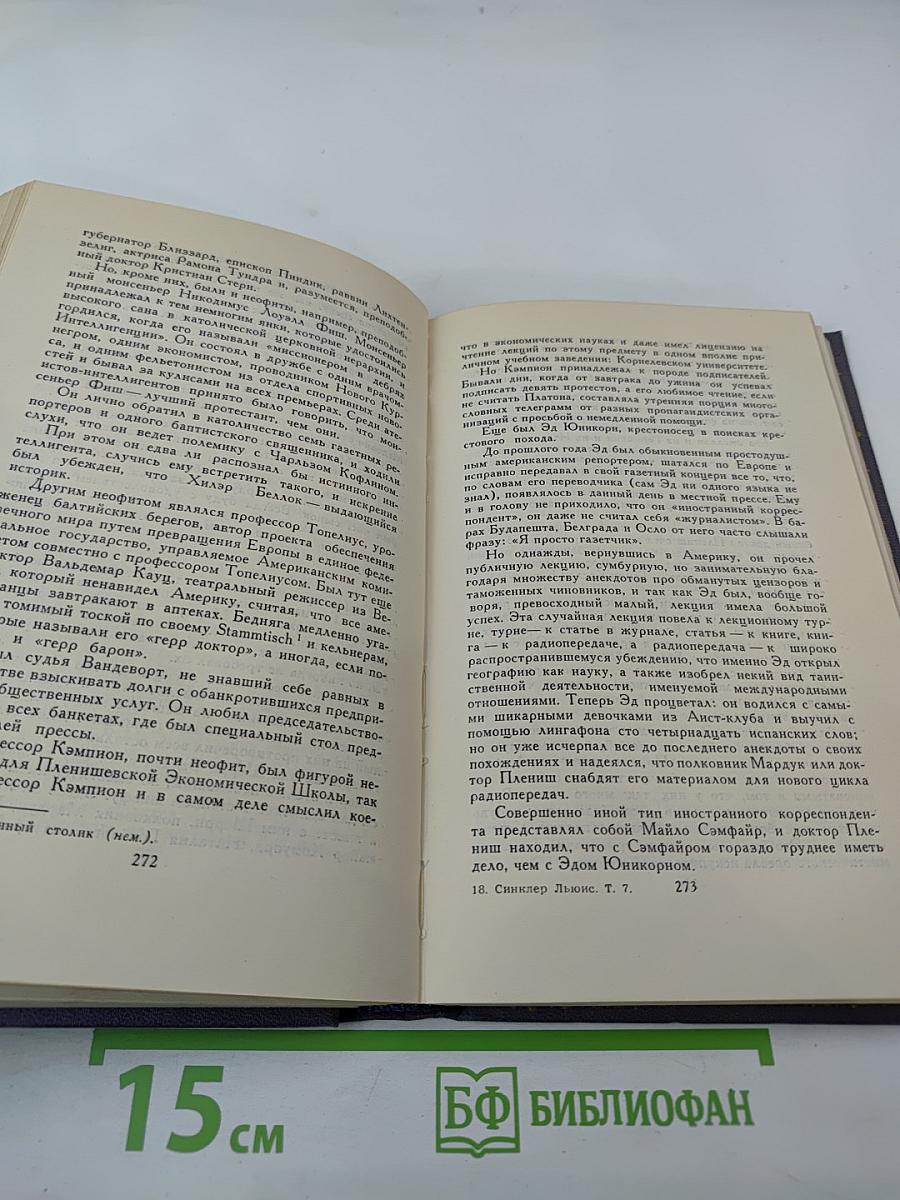 губернатор Близзард, епископ Пиндик, раввин Лихтен-
зелиг, актриса Рамона Тундра и, разумеется, преподоб-
ный доктор Кристиан Стерн.
Но, кроме них, были и неофиты, например, преподоб-
ный монсеньер Никодимус Лоуэлл Фиш. Монсеньер
принадлежал к тем немногим янки, которые удостоились
высокого сана в католической церковной иерархии, и
гордился, когда его называли «миссионером в дебрях
Интеллигенции». Он состоял в дружбе с одним врачом-
негром, одним экономистом, проводником Нового Кур-
са, и одним фельетонистом из отдела спортивных ново-
стей и бывал за кулисами на всех премьерах. Среди ате-
истов-интеллигентов принято было говорить, что мон-
сеньер Фиш — лучший протестант, чем они.
Он лично обратил в католичество семь газетных ре-
портеров и одного баптистского священника, и ходили
слухи, что он ведет полемику с Чарльзом Кофлином.
При этом он едва ли распознал бы истинного ин-
теллигента, случись ему встретить такого, и искренне
был убежден, что Хилэр Беллок — выдающийся
историк.
Другим неофитом являлся профессор Топелиус, уро-
женец балтийских берегов, автор проекта обеспечения
вечного мира путем превращения Европы в единое феде-
альное государство, управляемое Американским коми-
етом совместно с профессором Топелиусом. Был тут еще
ктор Вальдемар Кауц, театральный режиссер из Ве-
, который ненавидел Америку, считая, что все аме-
анцы завтракают в аптеках. Бедняга медленно уга-
томимый тоской по своему Stammtisch¹ и кельнерам,
рые называли его «герр доктор», а иногда, если по-
и «герр барон».
л судья Вандеворт, не знавший себе равных в
тве взыскивать долги с обанкротившихся предпри-
бщественных услуг. Он любил председательство-
всех банкетах, где был специальный стол пред-
лей прессы.
ессор Кэмпион, почти неофит, был фигурой не-
для Пленишевской Экономической Школы, так
ессор Кэмпион и в самом деле смыслил кое-
нный столик (нем.).
272
что в экономических науках и даже имел лицензию на
чтение лекций по этому предмету в одном вполне при-
личном учебном заведении: Корнелевском университете.
Но Кэмпион принадлежал к породе подписателей.
Бывали дни, когда от завтрака до ужина он успевал
подписать девять протестов, а его любимое чтение, если
не считать Платона, составляла утренняя порция много-
словных телеграмм от разных пропагандистских орга-
низаций с просьбой о немедленной помощи.
Еще был Эд Юникорн, крестоносец в поисках кре-
стового похода.
До прошлого года Эд был обыкновенным простодуш-
ным американским репортером, шатался по Европе и
исправно передавал в свой газетный концерн все то, что,
по словам его переводчика (сам Эд ни одного языка не
знал), появлялось в данный день в местной прессе. Ему
и в голову не приходило, что он «иностранный коррес-
пондент», он даже не считал себя «журналистом». В ба-
рах Будапешта, Белграда и Осло от него часто слышали
фразу: «Я просто газетчик».
Но однажды, вернувшись в Америку, он прочел
публичную лекцию, сумбурную, но занимательную бла-
годаря множеству анекдотов про обманутых цензоров и
таможенных чиновников, и так как Эд был, вообще го-
воря, превосходный малый, лекция имела большой
успех. Эта случайная лекция повела к лекционному тур-
не, турне— к статье в журнале, статья — к книге, кни-
га — к радиопередаче, а радиопередача — к широко
распространившемуся убеждению, что именно Эд открыл
географию как науку, а также изобрел некий вид таин-
ственной деятельности, именуемой международными
отношениями. Теперь Эд процветал: он водился с самы-
ми шикарными девочками из Аист-клуба и выучил с
помощью лингафона сто четырнадцать испанских слов;
но он уже исчерпал все до последнего анекдоты о своих
похождениях и надеялся, что полковник Мардук или док-
тор Плениш снабдят его материалом для нового цикла
радиопередач.
Совершенно иной тип иностранного корреспонден-
та представлял собой Майло Сэмфайр, и доктор Пле-
ниш находил, что с Сэмфайром гораздо труднее иметь
дело, чем с Эдом Юникорном.
18. Синклер Льюис. Т. 7.
273
15 см
БФ БИБЛИОФАН